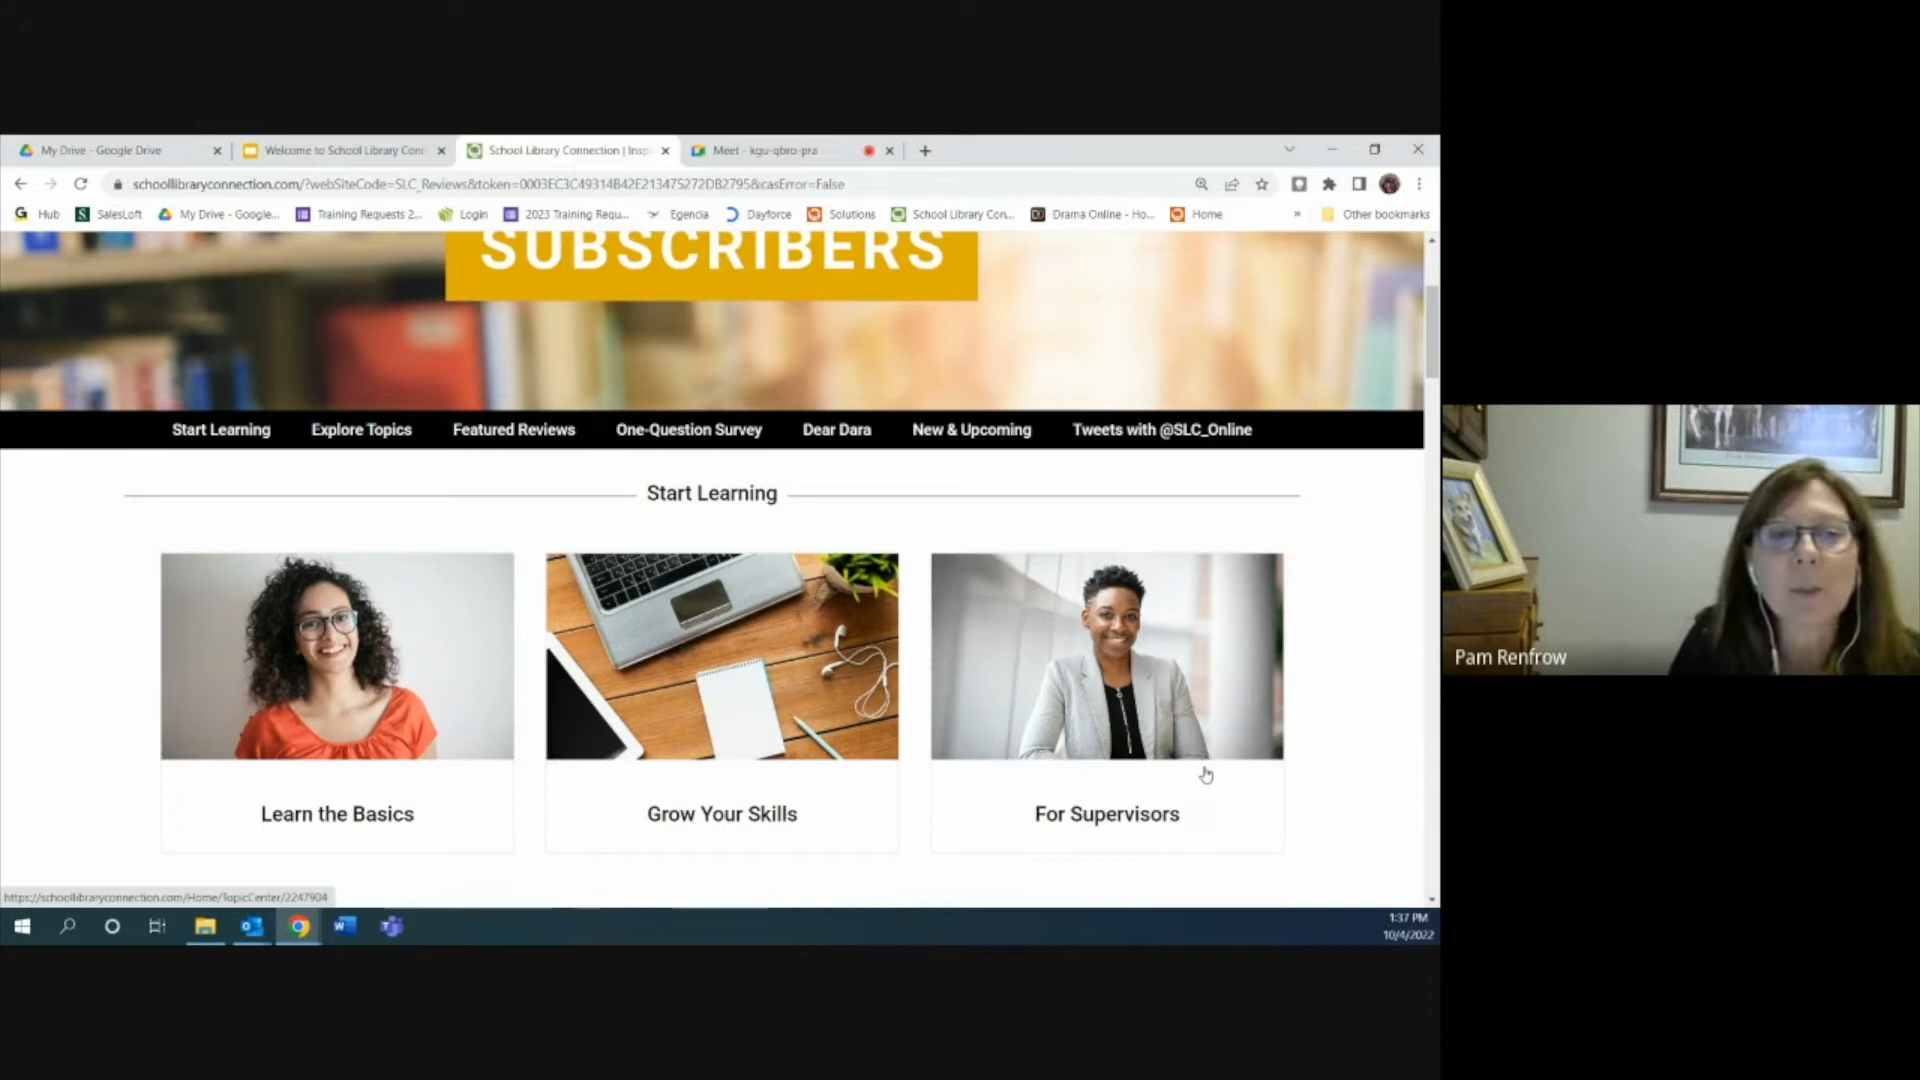 My Drive - Google Drive
Welcome to School Library Conn
School Library Connection | Insp
Meet - kgu-qbro-pra
schoollibraryconnection.com/?webSiteCode=SLC_Reviews&token=0003EC3C49314B42E213475272DB2795&casError=False
Hub
SalesLoft
My Drive - Google...
Training Requests 2...
Login
2023 Training Requ...
Egencia
Dayforce
Solutions
School Library Con...
Drama Online - Ho...
Home
»
Other bookmarks
SUBSCRIBERS
Start Learning
Explore Topics
Featured Reviews
One-Question Survey
Dear Dara
New & Upcoming
Tweets with @SLC_Online
Start Learning
Learn the Basics
Grow Your Skills
For Supervisors
Pam Renfrow
https://schoollibraryconnection.com/Home/TopicCenter/2247904
1:37 PM
10/4/2022